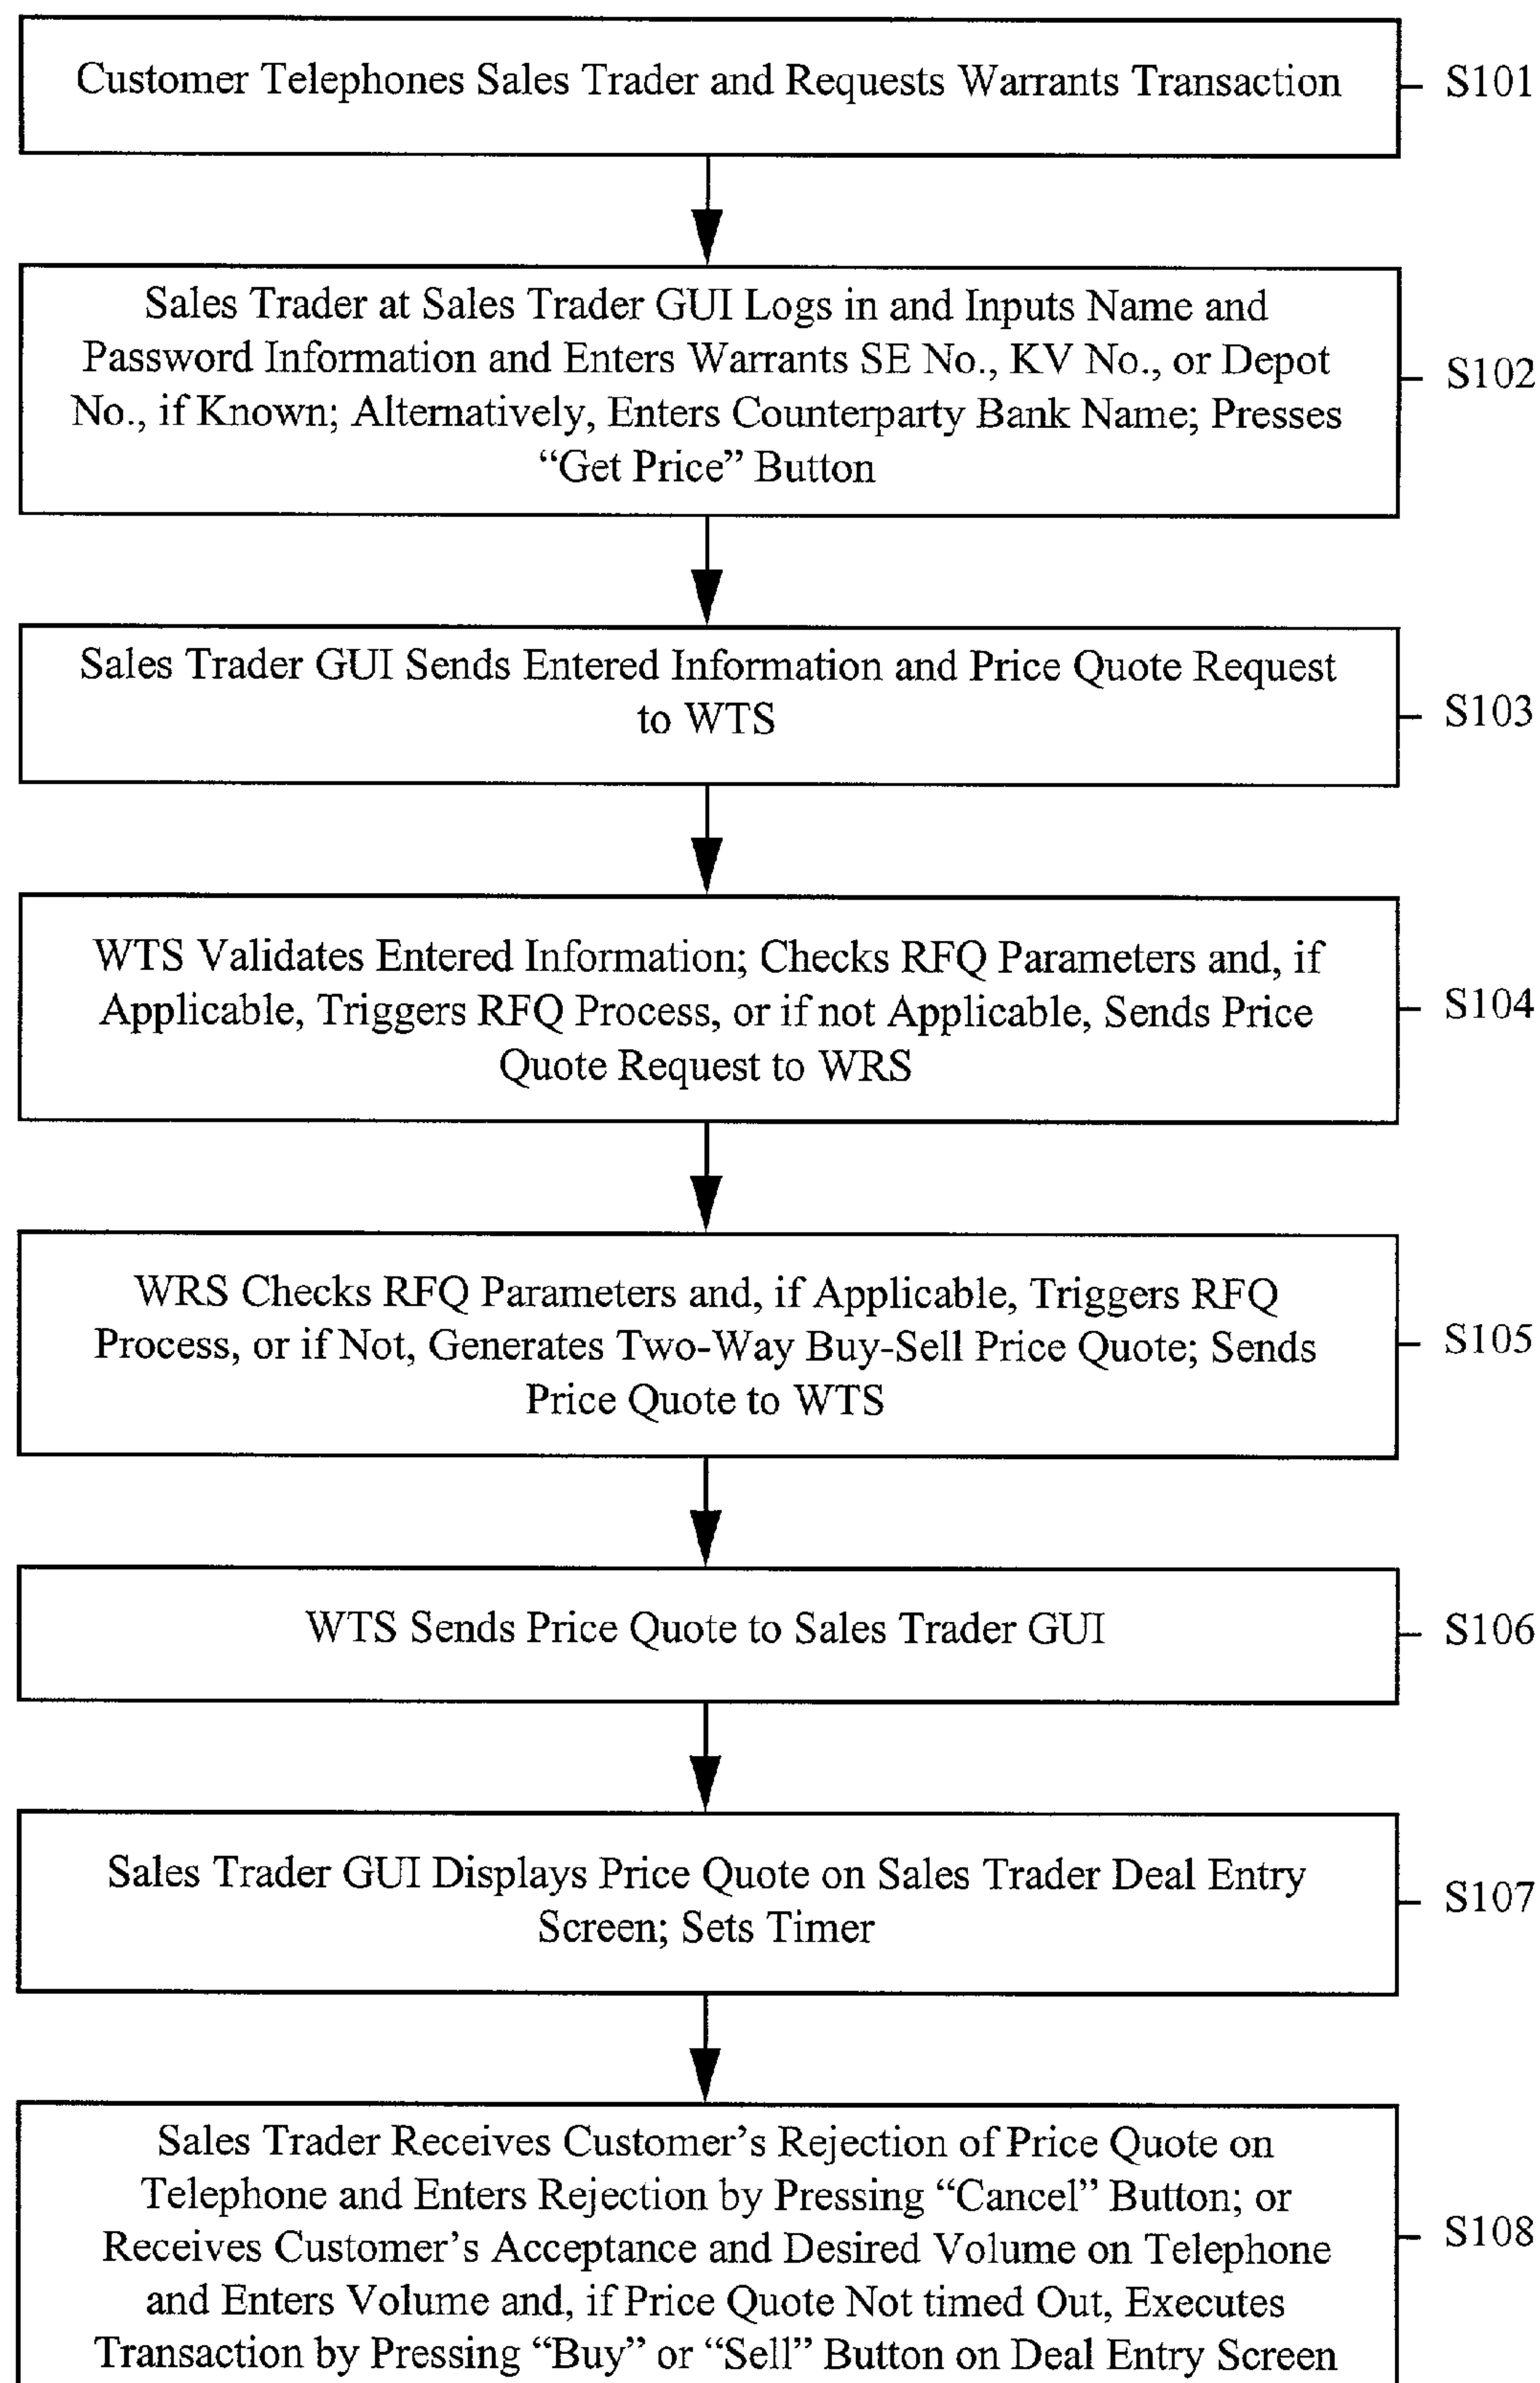 Customer Telephones Sales Trader and Requests Warrants Transaction
S101
Sales Trader at Sales Trader GUI Logs in and Inputs Name and
Password Information and Enters Warrants SE No., KV No., or Depot
No., if Known; Alternatively, Enters Counterparty Bank Name; Presses
“Get Price” Button
S102
Sales Trader GUI Sends Entered Information and Price Quote Request
to WTS
S103
WTS Validates Entered Information; Checks RFQ Parameters and, if
Applicable, Triggers RFQ Process, or if not Applicable, Sends Price
Quote Request to WRS
S104
WRS Checks RFQ Parameters and, if Applicable, Triggers RFQ
Process, or if Not, Generates Two-Way Buy-Sell Price Quote; Sends
Price Quote to WTS
S105
WTS Sends Price Quote to Sales Trader GUI
S106
Sales Trader GUI Displays Price Quote on Sales Trader Deal Entry
Screen; Sets Timer
S107
Sales Trader Receives Customer’s Rejection of Price Quote on
Telephone and Enters Rejection by Pressing “Cancel” Button; or
Receives Customer’s Acceptance and Desired Volume on Telephone
and Enters Volume and, if Price Quote Not timed Out, Executes
Transaction by Pressing “Buy” or “Sell” Button on Deal Entry Screen
S108